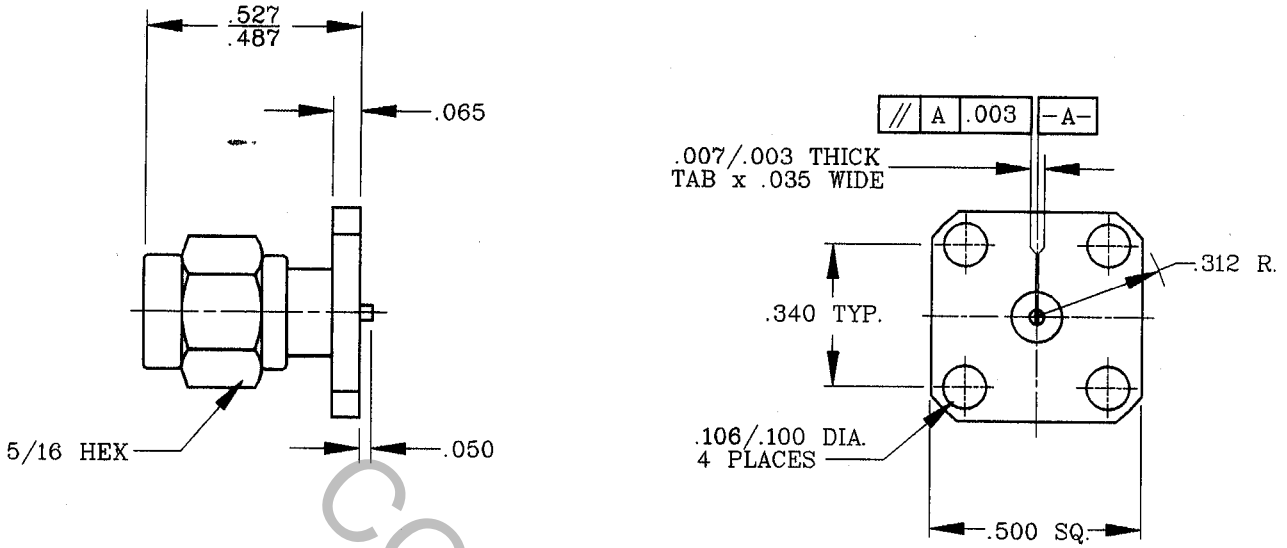 .527
.487
.065
5/16 HEX
.050
// A .003 -A-
.007/.003 THICK
TAB x .035 WIDE
.312 R.
.340 TYP.
.106/.100 DIA.
4 PLACES
.500 SQ.
CO